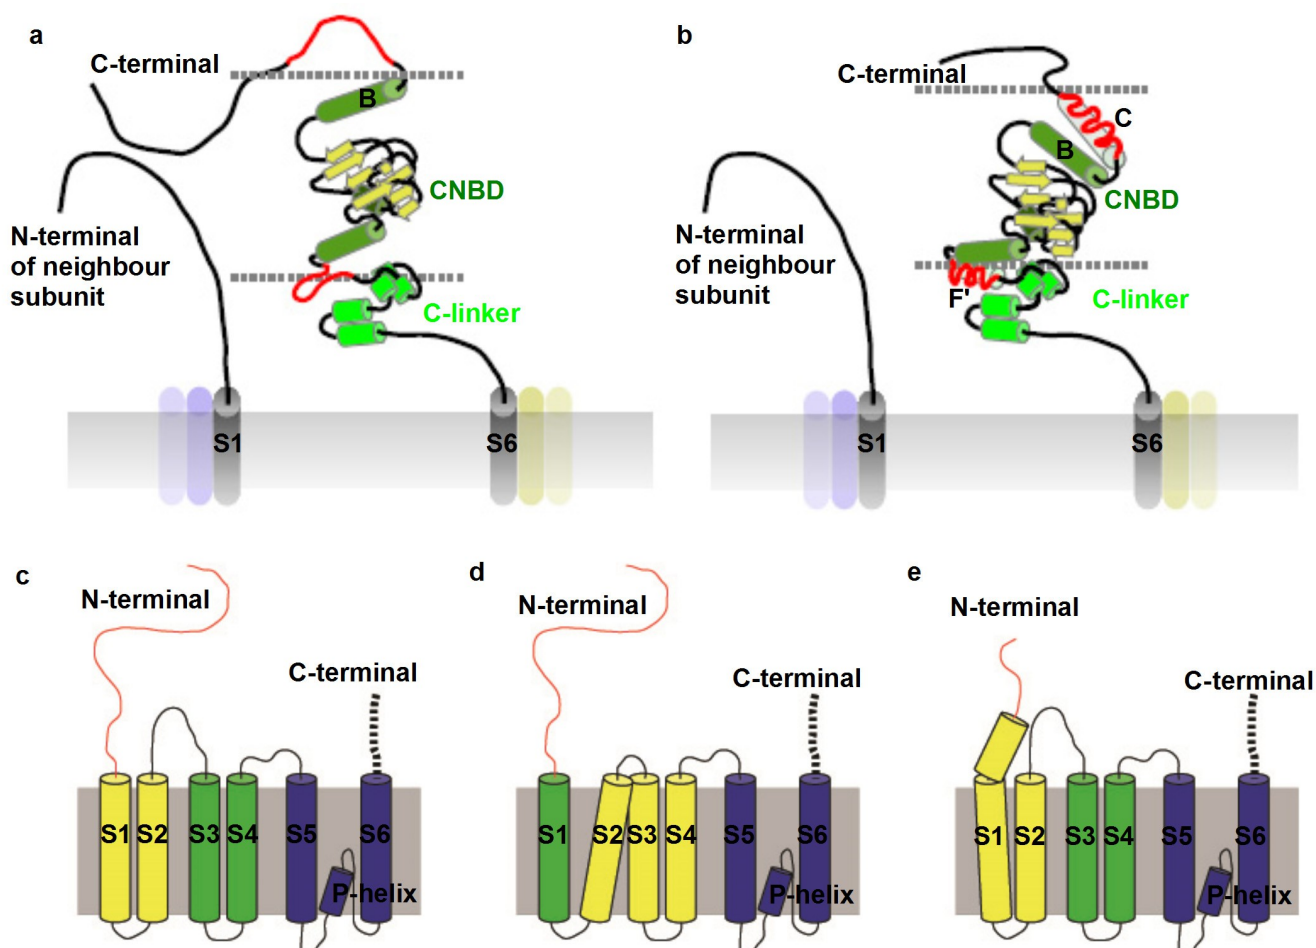 a
C-terminal
B
CNBD
N-terminal
of neighbour
subunit
C-linker
S1
S6
b
C-terminal
C
B
CNBD
N-terminal
of neighbour
subunit
F'
C-linker
S1
S6
c
N-terminal
C-terminal
S1 S2 S3 S4 S5 S6
P-helix
d
N-terminal
C-terminal
S1 S2 S3 S4 S5 S6
P-helix
e
N-terminal
C-terminal
S1 S2 S3 S4 S5 S6
P-helix